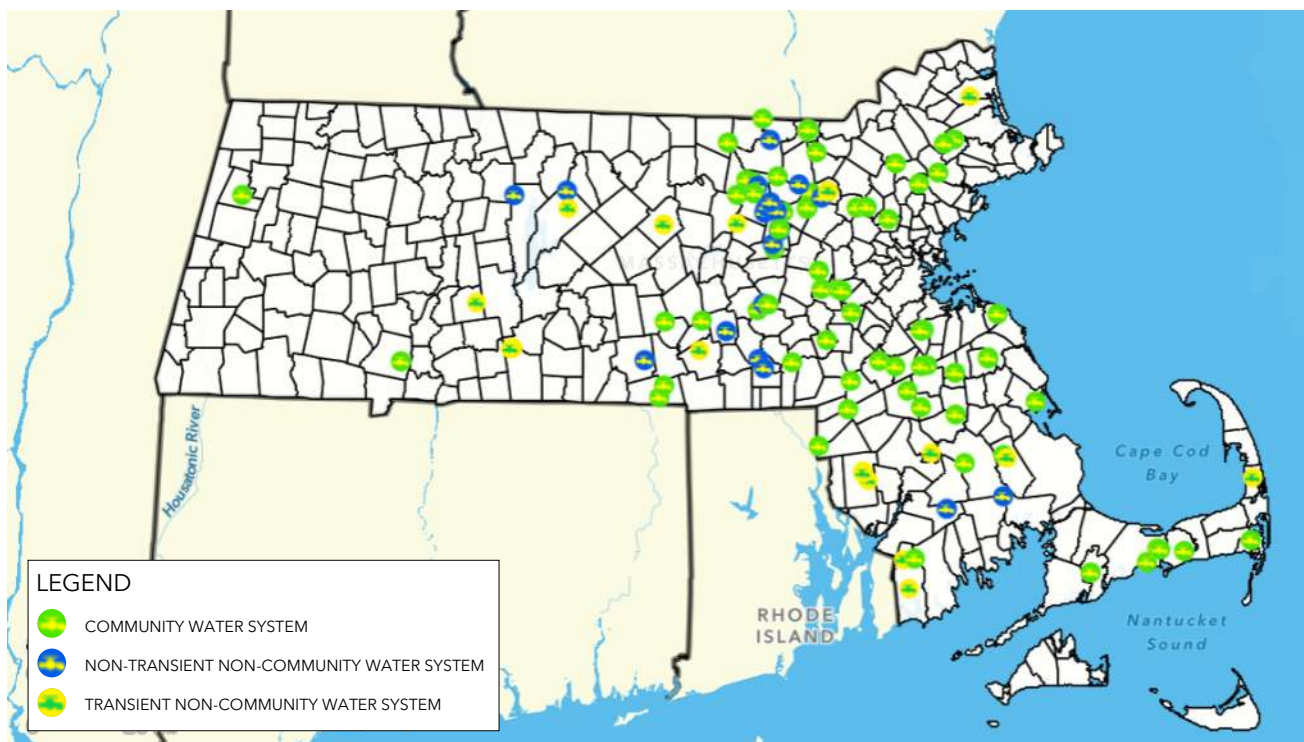 MASSACHUSETTS
Housatonic River
Cape Cod
Bay
RHODE
ISLAND
Nantucket
Sound
LEGEND
COMMUNITY WATER SYSTEM
NON-TRANSIENT NON-COMMUNITY WATER SYSTEM
TRANSIENT NON-COMMUNITY WATER SYSTEM